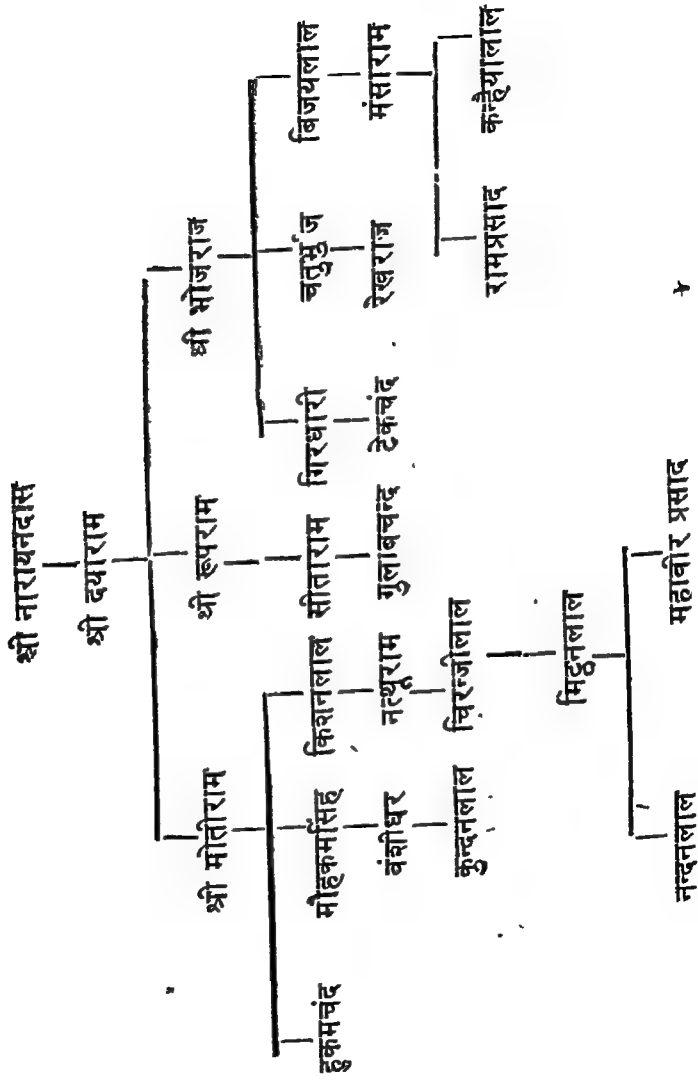 श्री नारायनदास
श्री दयाराम
श्री मोतीराम श्री रूपराम श्री भोजराज
हुकमचंद मोहकमसिंह किशनलाल सीताराम गिरधारी चतुर्भुज बिजयलाल
वंशीधर नत्थूराम गुलाबचन्द टेकचंद रेखराज मंसाराम
कुन्दनलाल चिरन्जीलाल रामप्रसाद कन्हैयालाल
मिट्ठनलाल
नन्दनलाल महावीर प्रसाद